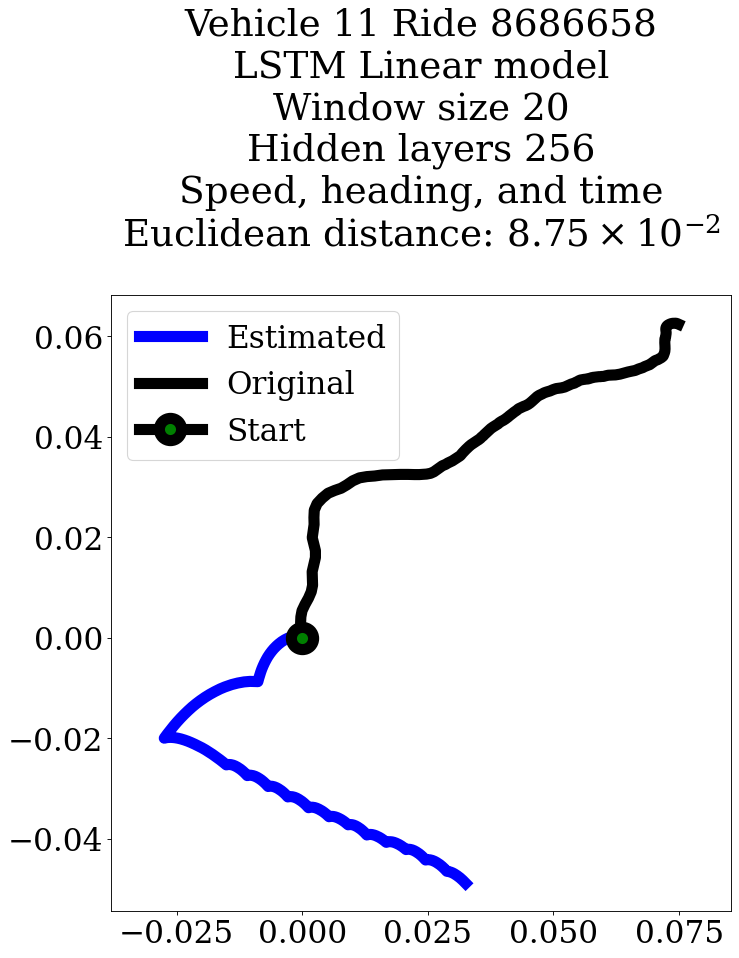 Vehicle 11 Ride 8686658
LSTM Linear model
Window size 20
Hidden layers 256
Speed, heading, and time
Euclidean distance: 8.75 × 10⁻²
Estimated
Original
Start
0.06
0.04
0.02
0.00
−0.02
−0.04
−0.025 0.000 0.025 0.050 0.075